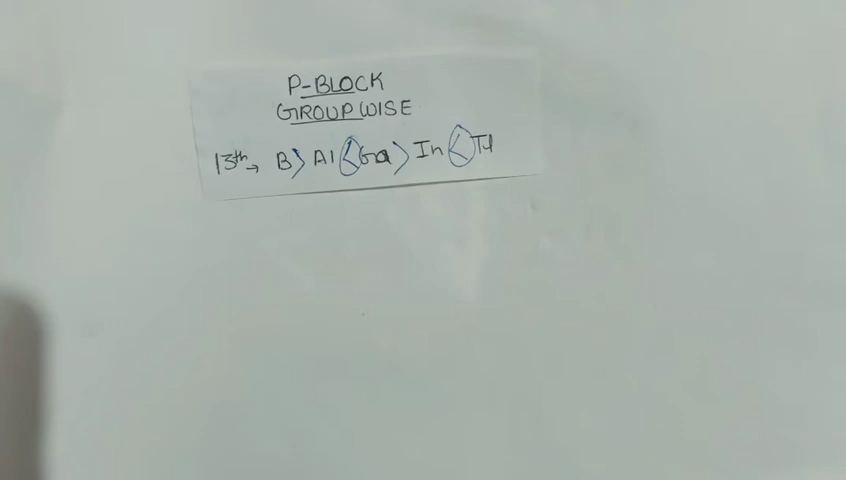 P-BLOCK
GROUP WISE
13th → B > Al < Ga > In < Tl